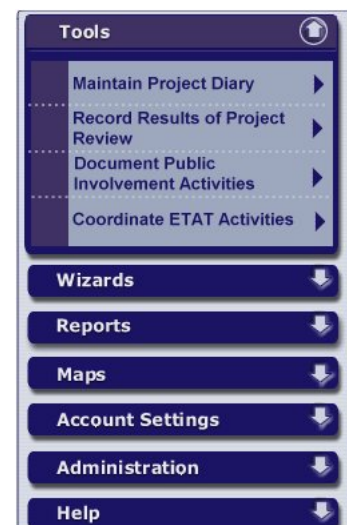 Tools
Maintain Project Diary
Record Results of Project
Review
Document Public
Involvement Activities
Coordinate ETAT Activities
Wizards
Reports
Maps
Account Settings
Administration
Help